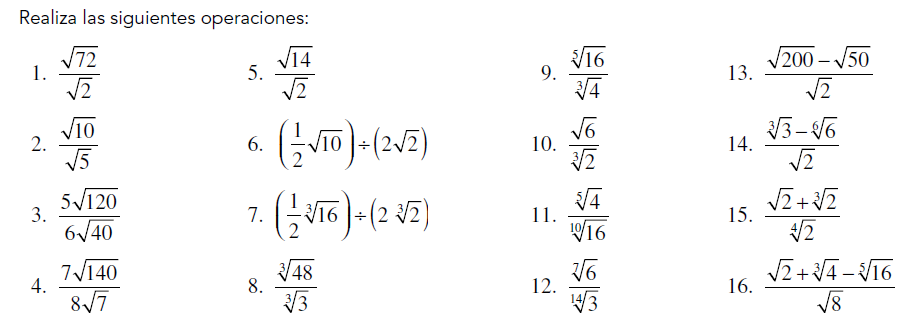 Realiza las siguientes operaciones:
1. √72 / √2
2. √10 / √5
3. 5√120 / 6√40
4. 7√140 / 8√7
5. √14 / √2
6. (1/2 √10) ÷ (2√2)
7. (1/2 ∛16) ÷ (2 ∛2)
8. ∛48 / ∛3
9. ⁵√16 / ∛4
10. √6 / ∛2
11. ⁵√4 / ¹⁰√16
12. ⁷√6 / ¹⁴√3
13. (√200 − √50) / √2
14. (∛3 − ⁶√6) / √2
15. (√2 + ∛2) / ∜2
16. (√2 + ∛4 − ⁵√16) / √8